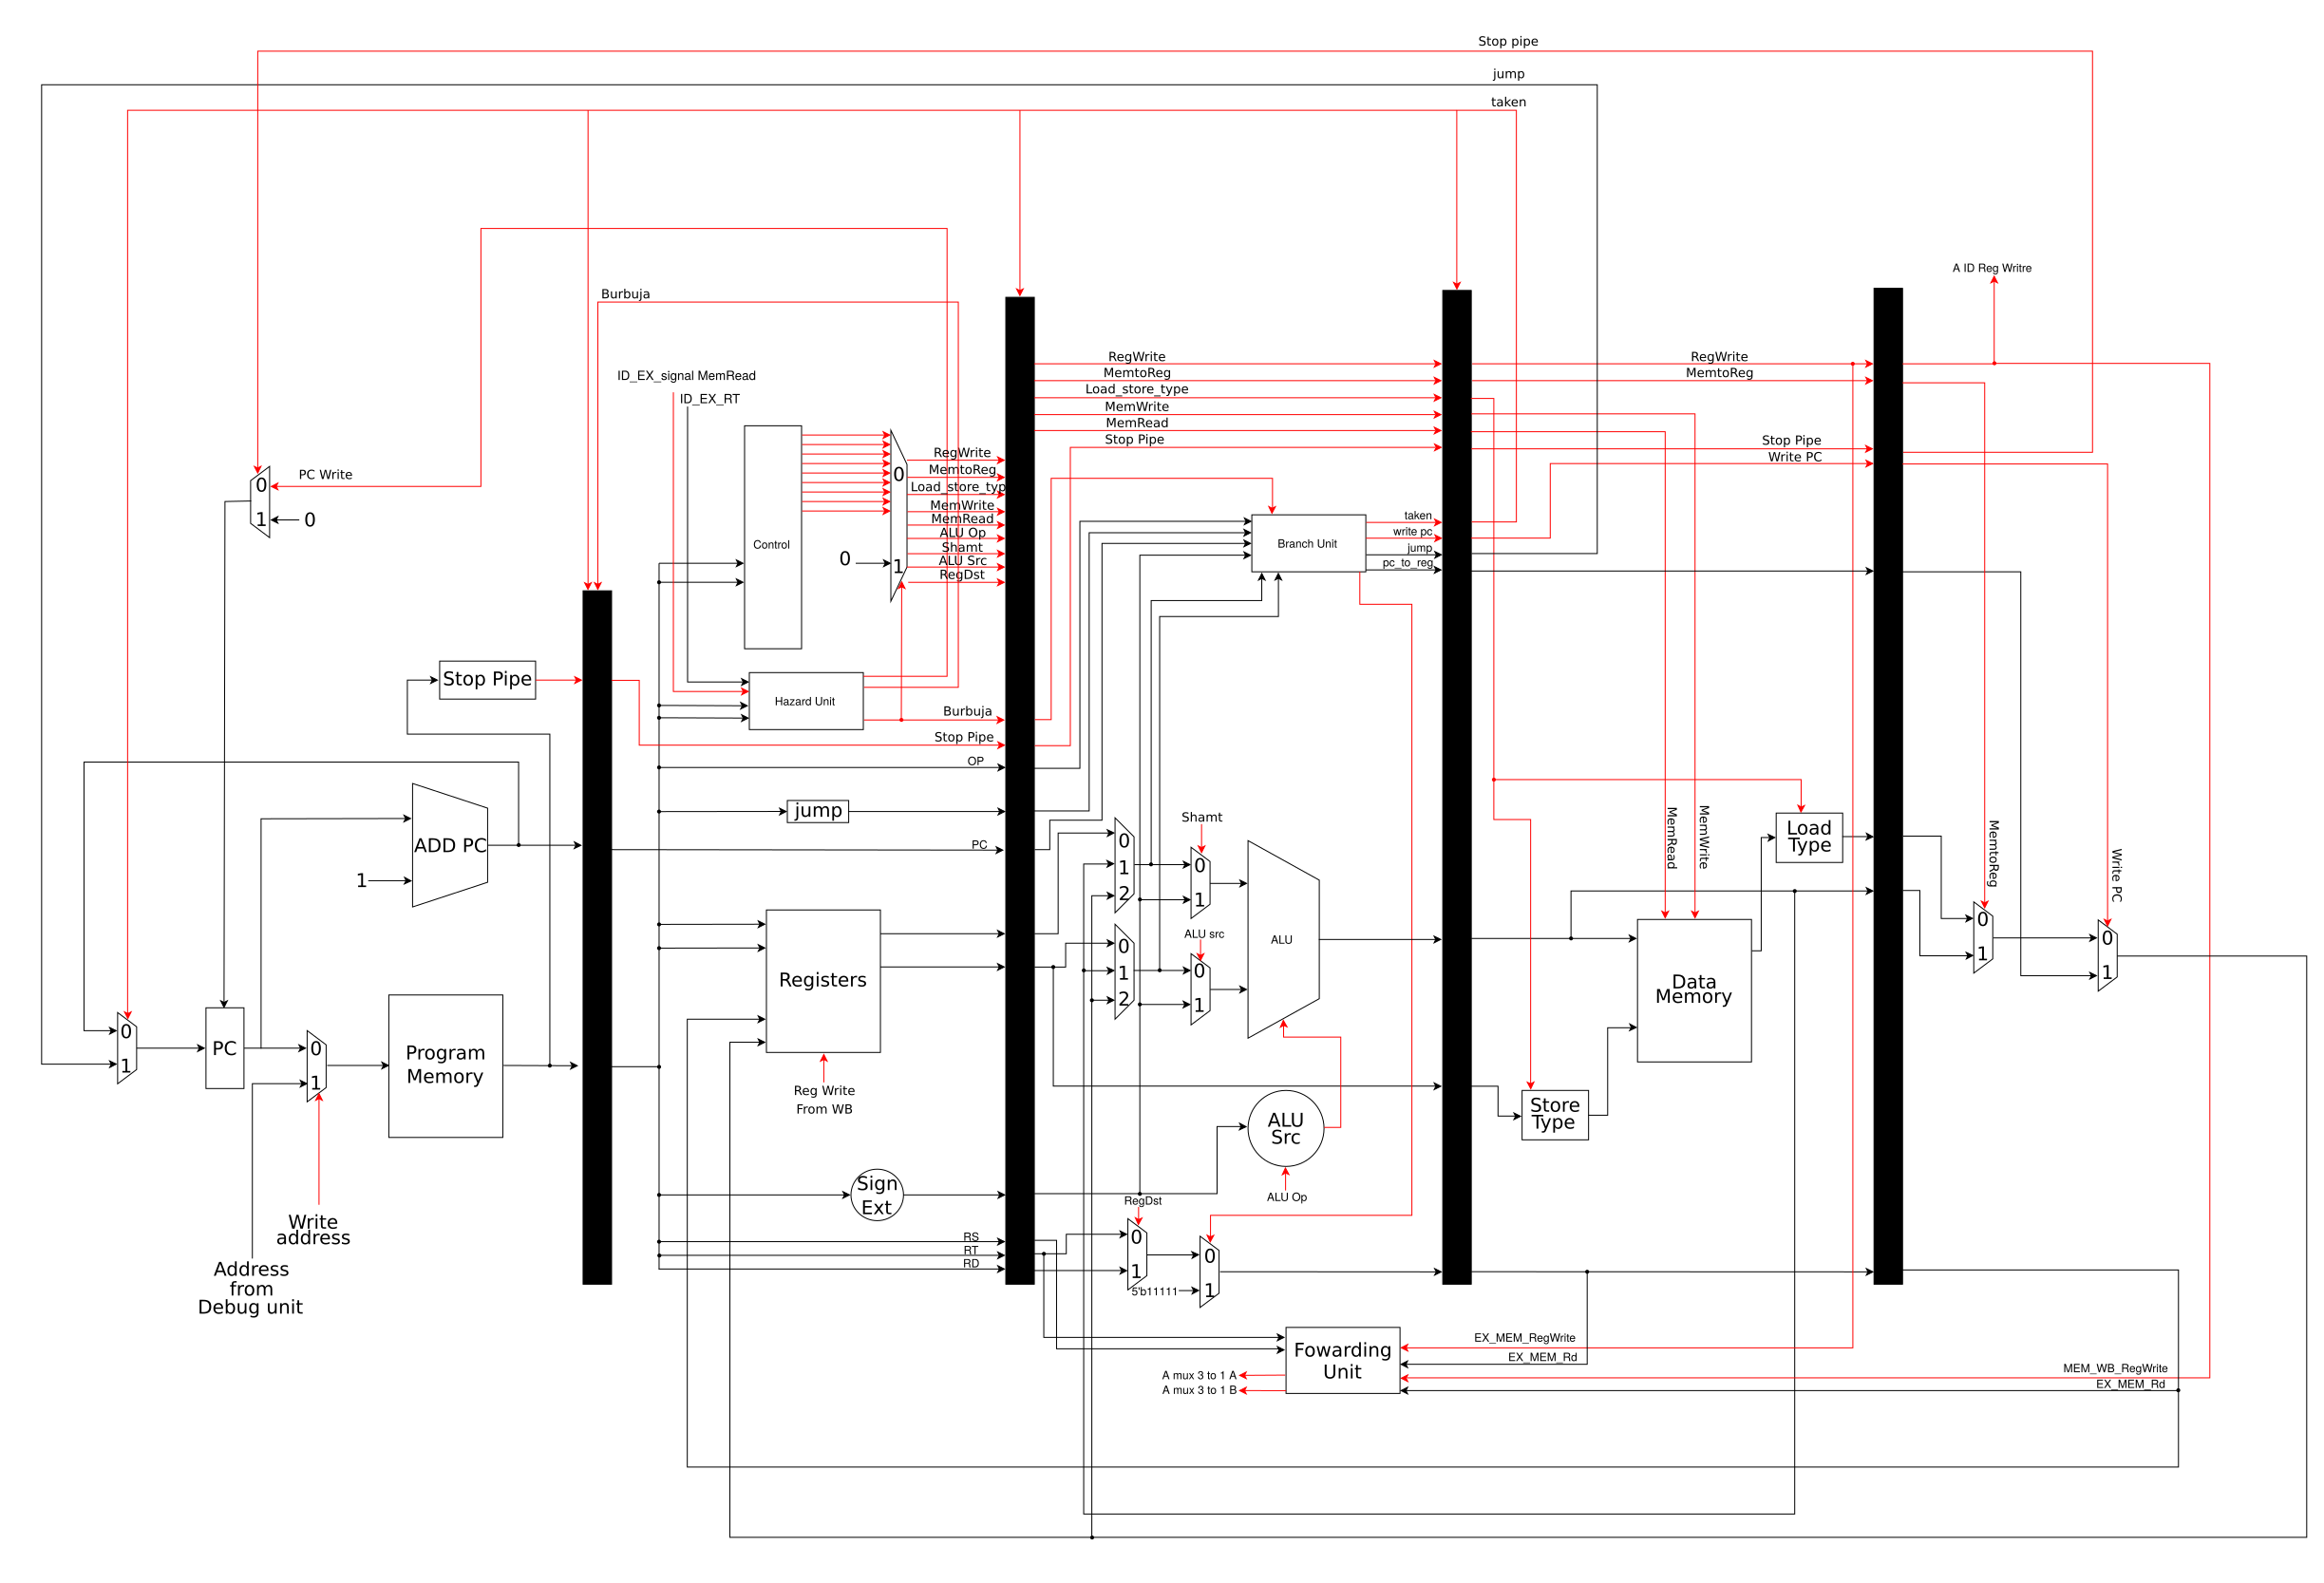 Stop pipe
jump
taken
A ID Reg Writre
Burbuja
RegWrite
MemtoReg
Load_store_type
MemWrite
MemRead
Stop Pipe
RegWrite
MemtoReg
ID_EX_signal MemRead
ID_EX_RT
PC Write
0
1
0
Control
0
1
0
RegWrite
MemtoReg
Load_store_typ
MemWrite
MemRead
ALU Op
Shamt
ALU Src
RegDst
Stop Pipe
Write PC
Branch Unit
taken
write pc
jump
pc_to_reg
Stop Pipe
Hazard Unit
Burbuja
Stop Pipe
OP
jump
PC
ADD PC
1
Shamt
0
1
2
0
1
ALU src
0
1
2
0
1
ALU
MemRead
MemWrite
Load
Type
MemtoReg
Write PC
0
1
0
1
Registers
Data
Memory
0
1
PC
0
1
Program
Memory
Reg Write
From WB
ALU
Src
ALU Op
Store
Type
Sign
Ext
Write
address
Address
from
Debug unit
RS
RT
RD
RegDst
0
1
0
1
5'b11111
Fowarding
Unit
EX_MEM_RegWrite
EX_MEM_Rd
MEM_WB_RegWrite
EX_MEM_Rd
A mux 3 to 1 A
A mux 3 to 1 B